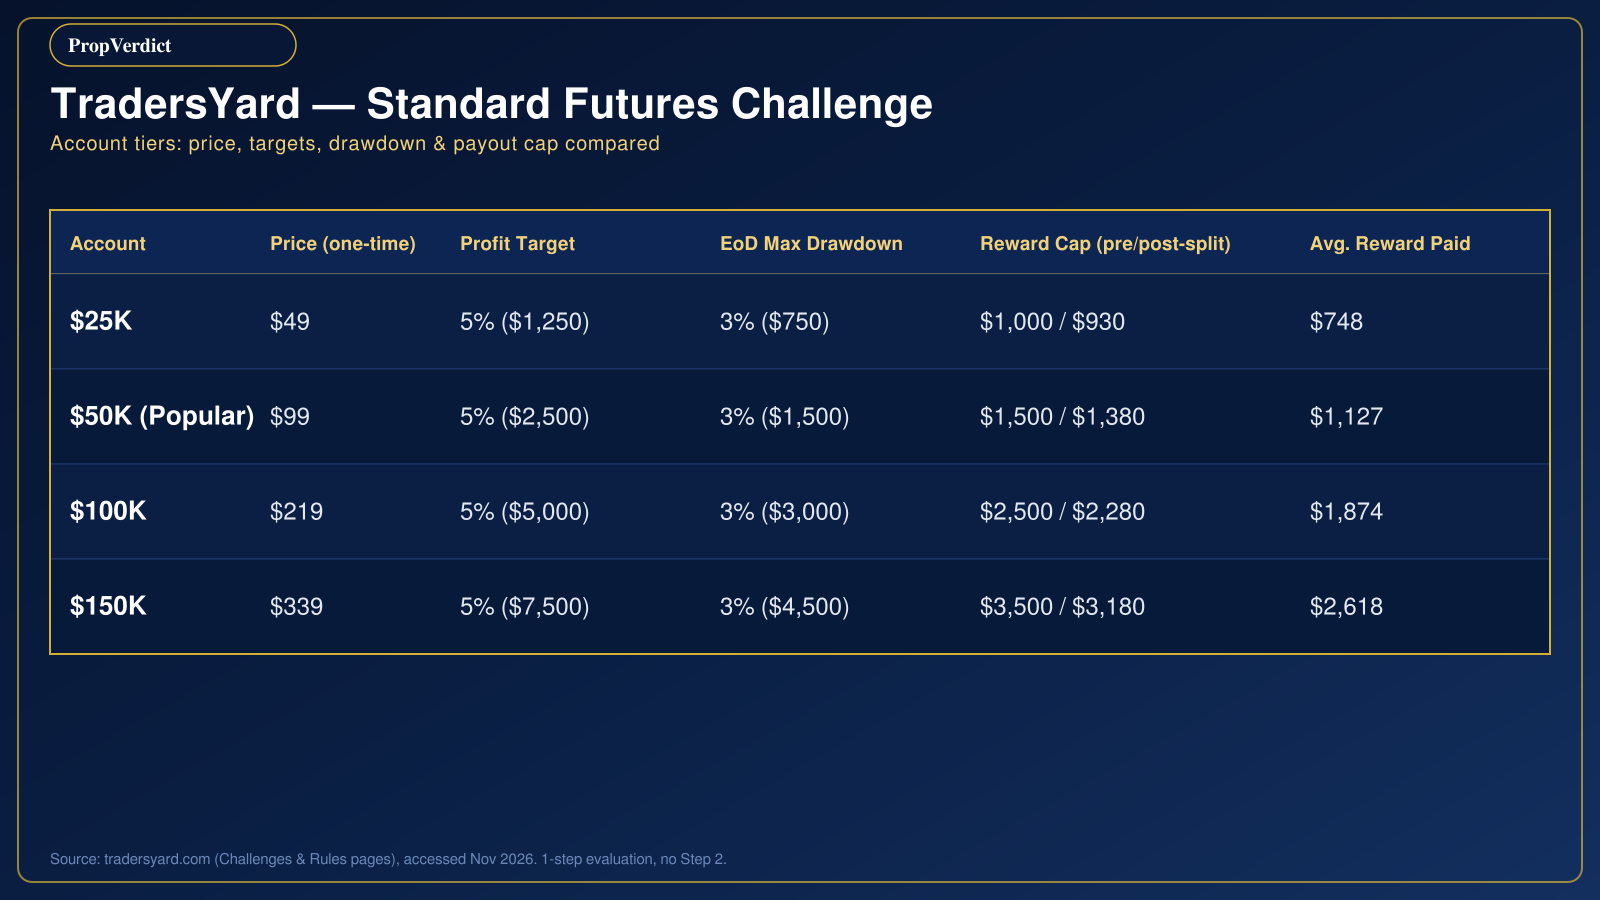 PropVerdict
TradersYard — Standard Futures Challenge
Account tiers: price, targets, drawdown & payout cap compared
Account Price (one-time) Profit Target EoD Max Drawdown Reward Cap (pre/post-split) Avg. Reward Paid
$25K $49 5% ($1,250) 3% ($750) $1,000 / $930 $748
$50K (Popular) $99 5% ($2,500) 3% ($1,500) $1,500 / $1,380 $1,127
$100K $219 5% ($5,000) 3% ($3,000) $2,500 / $2,280 $1,874
$150K $339 5% ($7,500) 3% ($4,500) $3,500 / $3,180 $2,618
Source: tradersyard.com (Challenges & Rules pages), accessed Nov 2026. 1-step evaluation, no Step 2.